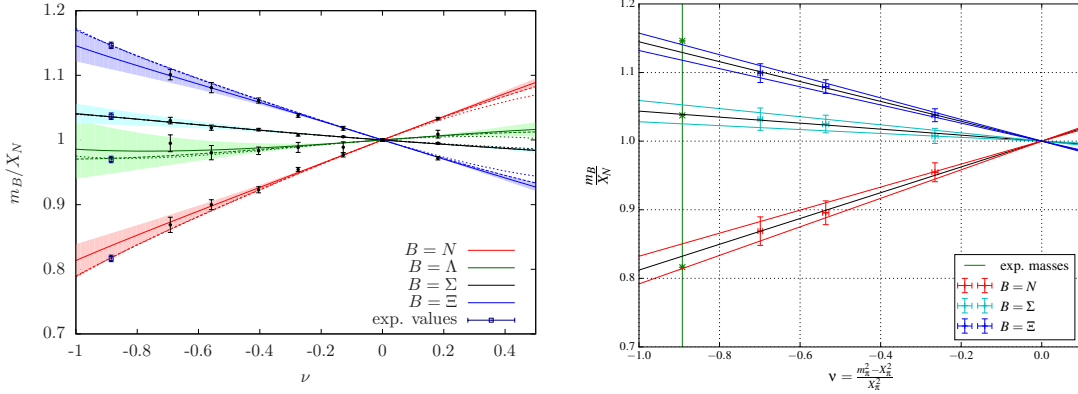 1.2
1.1
1
0.9
0.8
0.7
m_B/X_N
-1 -0.8 -0.6 -0.4 -0.2 0 0.2 0.4
ν
B = N
B = Λ
B = Σ
B = Ξ
exp. values
1.2
1.1
1.0
0.9
0.8
0.7
m_B/X_N
−1.0 −0.8 −0.6 −0.4 −0.2 0.0
ν = (m_π^2 − X_π^2)/X_π^2
exp. masses
B = N
B = Σ
B = Ξ